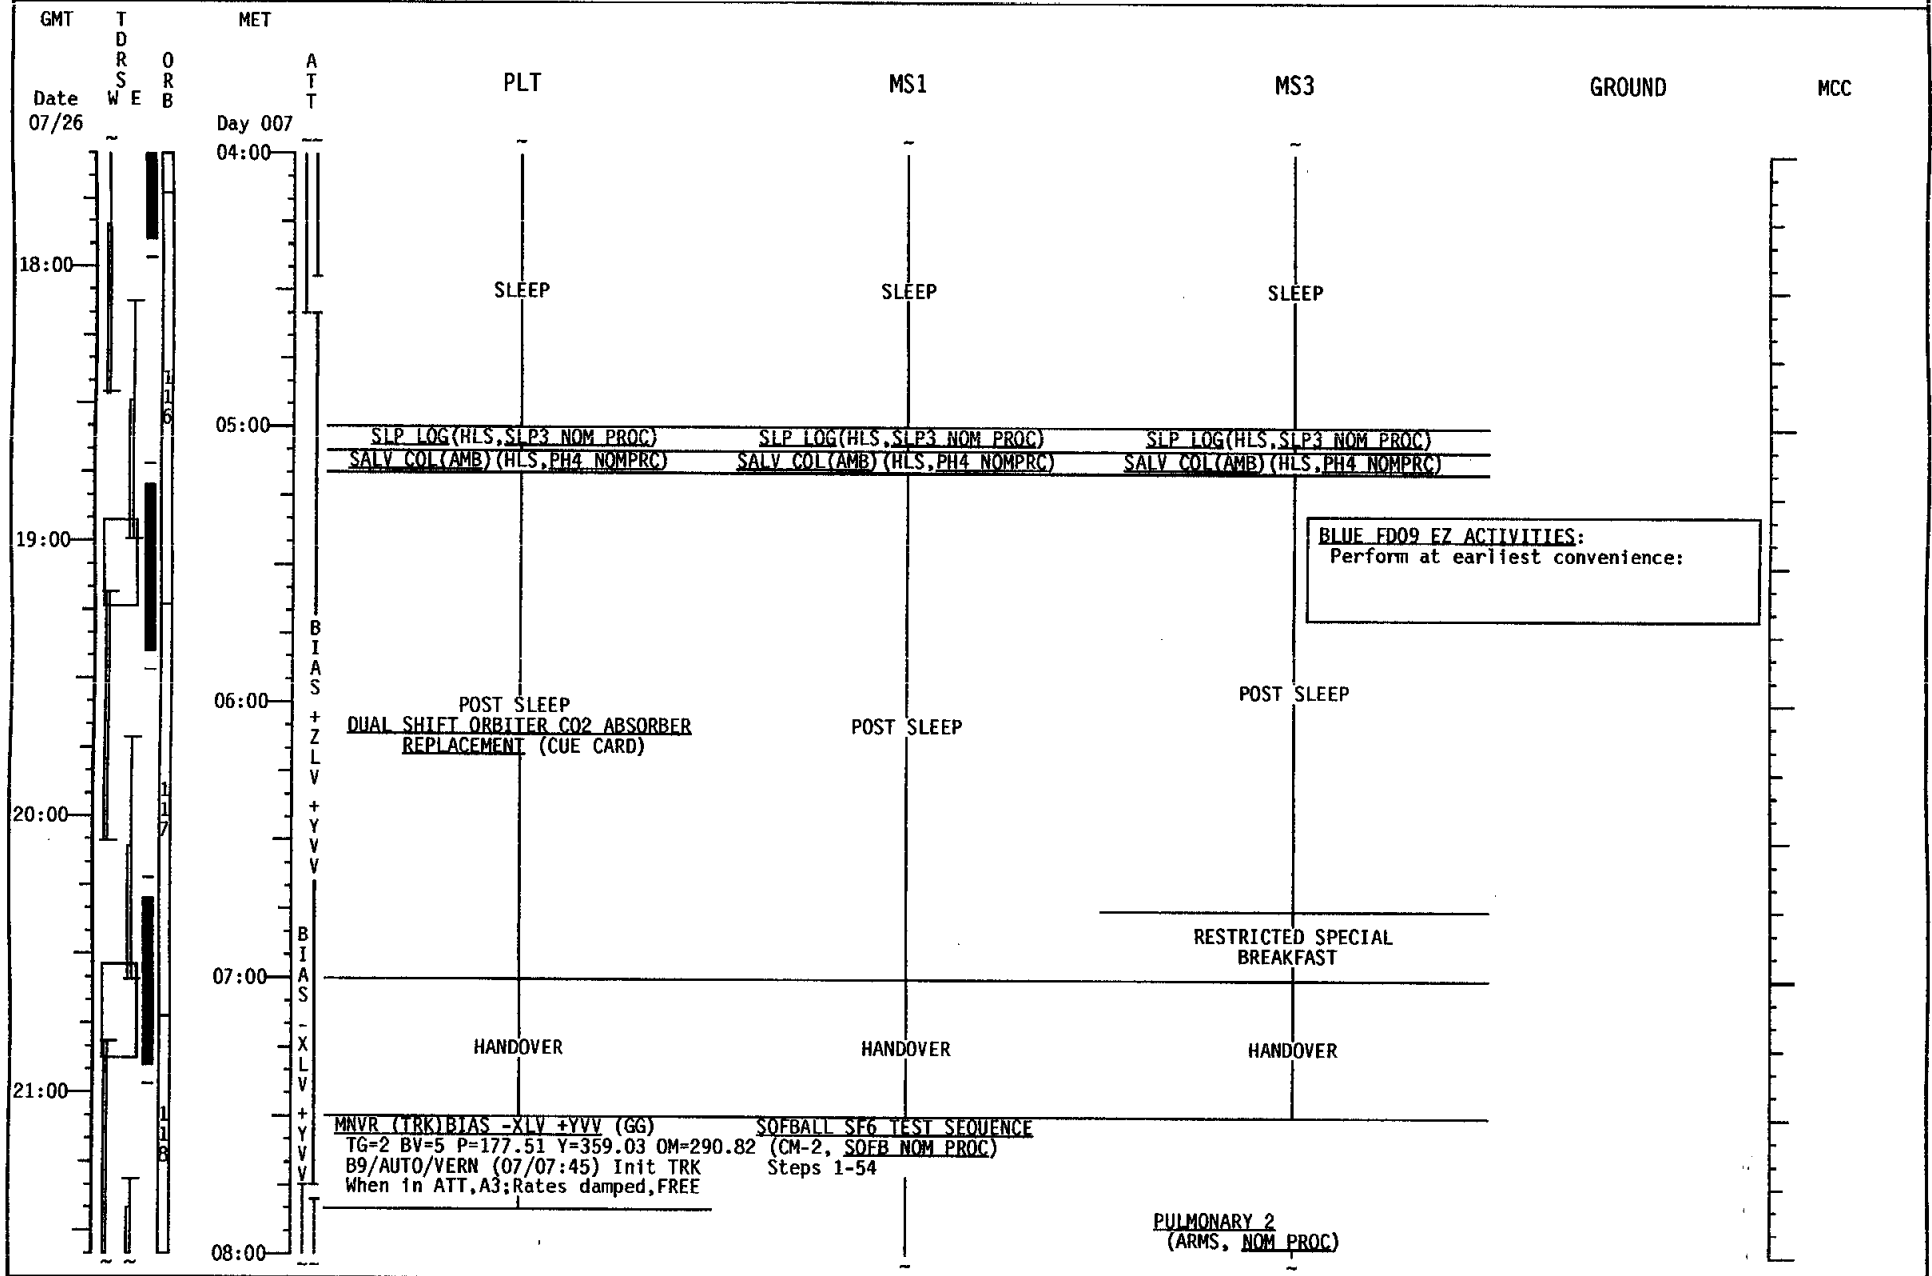 GMT TDRS MET
ORB ATT
PLT MS1 MS3 GROUND MCC
Date W E
07/26 Day 007
~ ~~ ~ ~ ~
04:00
18:00
SLEEP SLEEP SLEEP
116
05:00
SLP LOG(HLS,SLP3 NOM PROC) SLP LOG(HLS,SLP3 NOM PROC) SLP LOG(HLS,SLP3 NOM PROC)
SALV COL(AMB)(HLS,PH4 NOMPRC) SALV COL(AMB)(HLS,PH4 NOMPRC) SALV COL(AMB)(HLS,PH4 NOMPRC)
19:00
BLUE FD09 EZ ACTIVITIES:
Perform at earliest convenience:
BIAS +ZLV +YVV
06:00
POST SLEEP
DUAL SHIFT ORBITER CO2 ABSORBER
REPLACEMENT (CUE CARD)
POST SLEEP
POST SLEEP
117
20:00
BIAS -XLV +YVV
RESTRICTED SPECIAL
BREAKFAST
07:00
HANDOVER HANDOVER HANDOVER
21:00
118
MNVR (TRK)BIAS -XLV +YVV (GG)
TG=2 BV=5 P=177.51 Y=359.03 OM=290.82
B9/AUTO/VERN (07/07:45) Init TRK
When in ATT,A3;Rates damped,FREE
SOFBALL SF6 TEST SEQUENCE
(CM-2, SOFB NOM PROC)
Steps 1-54
PULMONARY 2
(ARMS, NOM PROC)
08:00
~ ~ ~~ ~ ~